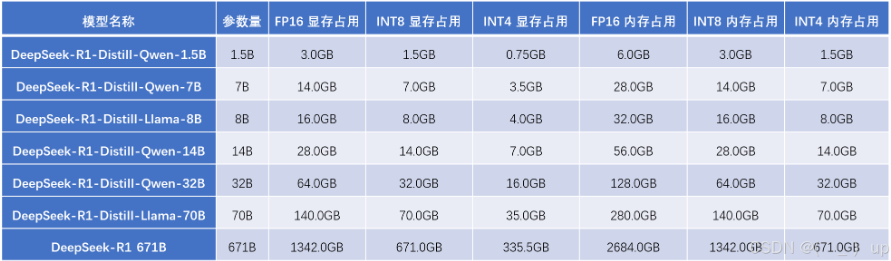 模型名称 参数量 FP16 显存占用 INT8 显存占用 INT4 显存占用 FP16 内存占用 INT8 内存占用 INT4 内存占用
DeepSeek-R1-Distill-Qwen-1.5B 1.5B 3.0GB 1.5GB 0.75GB 6.0GB 3.0GB 1.5GB
DeepSeek-R1-Distill-Qwen-7B 7B 14.0GB 7.0GB 3.5GB 28.0GB 14.0GB 7.0GB
DeepSeek-R1-Distill-Llama-8B 8B 16.0GB 8.0GB 4.0GB 32.0GB 16.0GB 8.0GB
DeepSeek-R1-Distill-Qwen-14B 14B 28.0GB 14.0GB 7.0GB 56.0GB 28.0GB 14.0GB
DeepSeek-R1-Distill-Qwen-32B 32B 64.0GB 32.0GB 16.0GB 128.0GB 64.0GB 32.0GB
DeepSeek-R1-Distill-Llama-70B 70B 140.0GB 70.0GB 35.0GB 280.0GB 140.0GB 70.0GB
DeepSeek-R1 671B 671B 1342.0GB 671.0GB 335.5GB 2684.0GB 1342.0GB 671.0GB